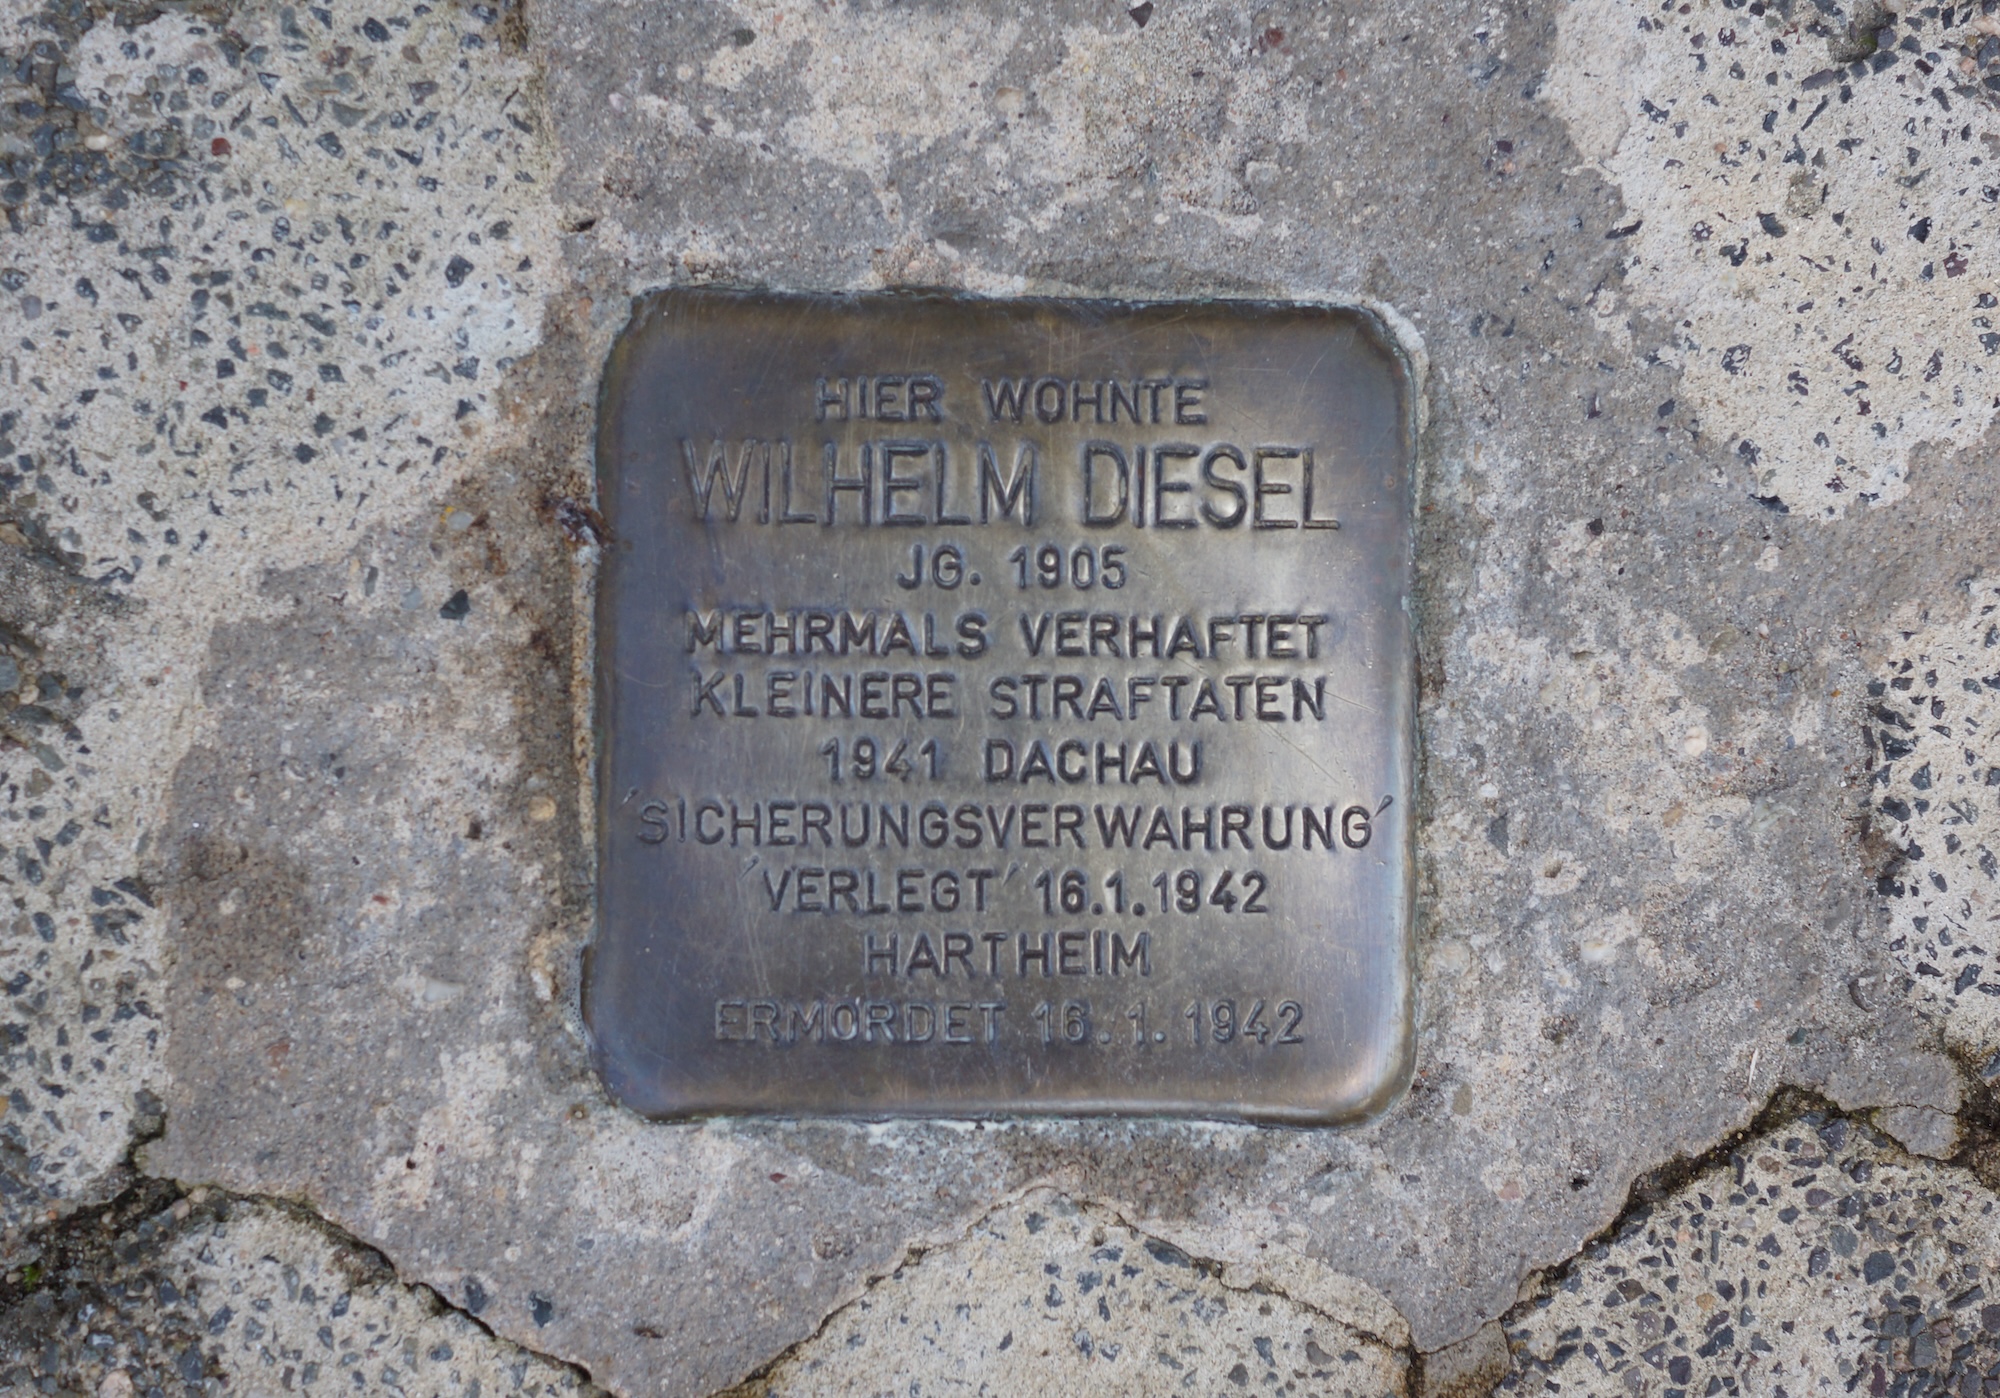 HIER WOHNTE
WILHELM DIESEL
JG. 1905
MEHRMALS VERHAFTET
KLEINERE STRAFTATEN
1941 DACHAU
´SICHERUNGSVERWAHRUNG´
´VERLEGT´ 16.1.1942
HARTHEIM
ERMORDET 16.1.1942